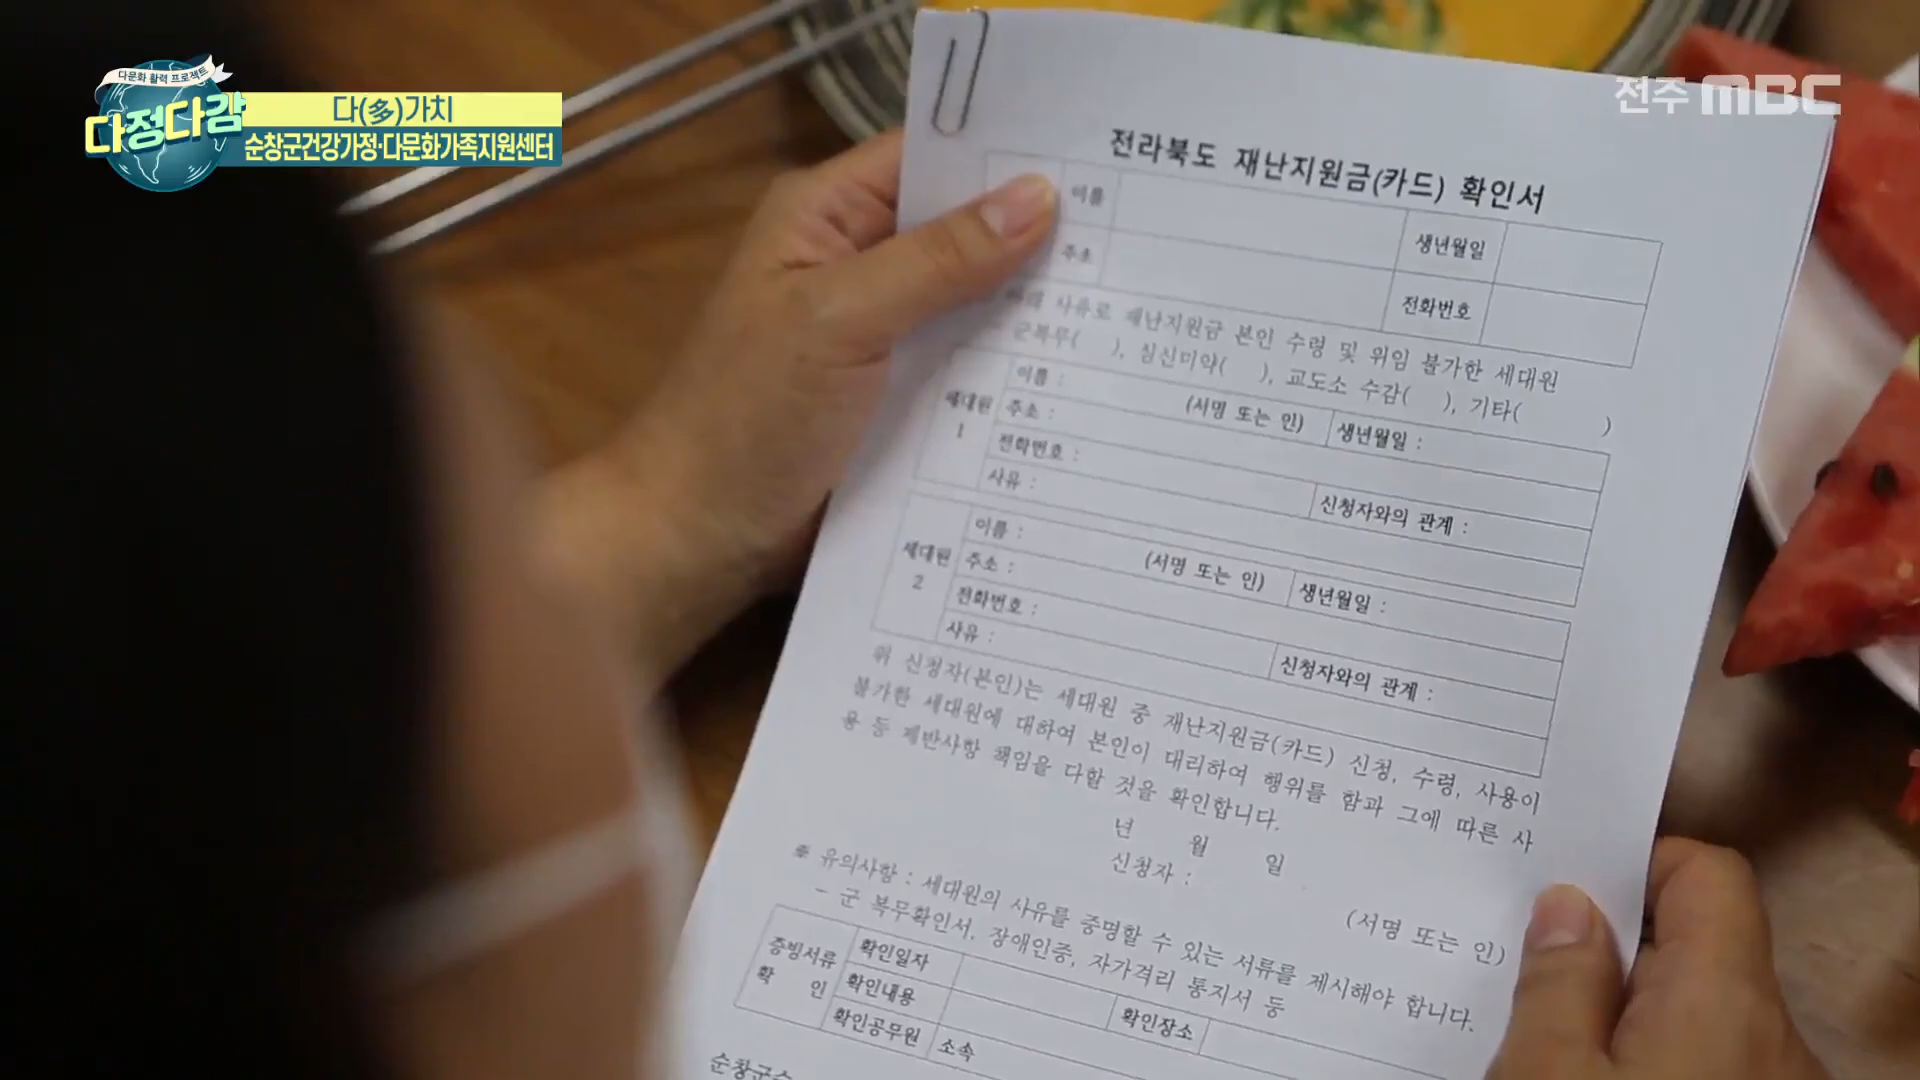 다문화 활력 프로젝트
다정다감
다(多)가치
순창군건강가정·다문화가족지원센터
전주 MBC
전라북도 재난지원금(카드) 확인서
이름
생년월일
주소
전화번호
사유로 재난지원금 본인 수령 및 위임 불가한 세대원
군복무( ), 심신미약( ), 교도소 수감( ), 기타( )
세대원
1
이름 :
(서명 또는 인)
생년월일 :
주소 :
전화번호 :
신청자와의 관계 :
사유 :
세대원
2
이름 :
(서명 또는 인)
생년월일 :
주소 :
전화번호 :
신청자와의 관계 :
사유 :
위 신청자(본인)는 세대원 중 재난지원금(카드) 신청, 수령, 사용이
불가한 세대원에 대하여 본인이 대리하여 행위를 함과 그에 따른 사
용 등 제반사항 책임을 다할 것을 확인합니다.
년 월 일
신청자 :
(서명 또는 인)
※ 유의사항 : 세대원의 사유를 증명할 수 있는 서류를 제시해야 합니다.
- 군 복무확인서, 장애인증, 자가격리 통지서 등
증빙서류
확 인
확인일자
확인내용
확인장소
확인공무원
소속